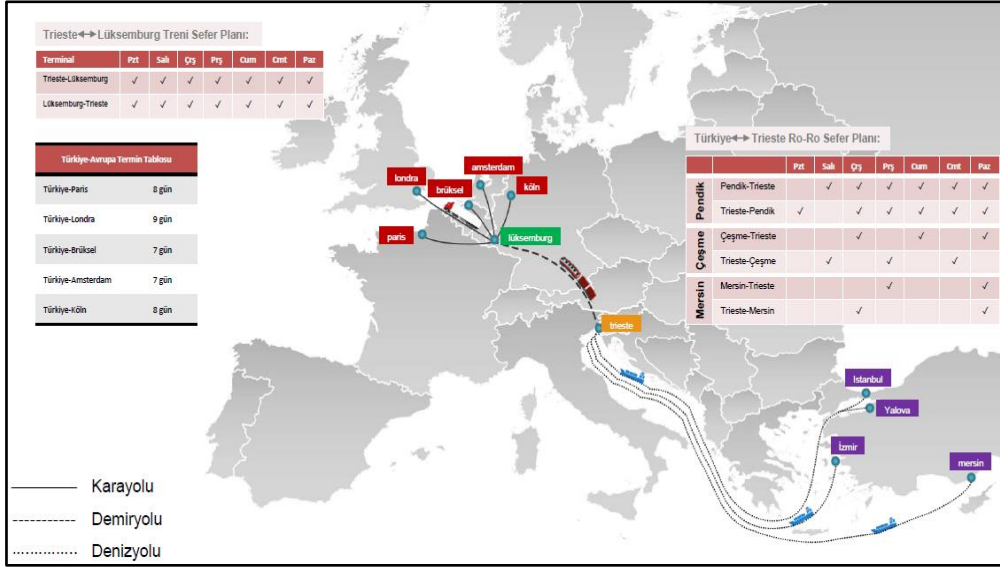 Trieste↔Lüksemburg Treni Sefer Planı:
Terminal Pzt Salı Çrş Prş Cum Cmt Paz
Trieste-Lüksemburg ✓ ✓ ✓ ✓ ✓ ✓ ✓
Lüksemburg-Trieste ✓ ✓ ✓ ✓ ✓ ✓ ✓
Türkiye-Avrupa Termin Tablosu
Türkiye-Paris 8 gün
Türkiye-Londra 9 gün
Türkiye-Brüksel 7 gün
Türkiye-Amsterdam 7 gün
Türkiye-Köln 8 gün
Türkiye↔Trieste Ro-Ro Sefer Planı:
Pzt Salı Çrş Prş Cum Cmt Paz
Pendik
Pendik-Trieste ✓ ✓ ✓ ✓ ✓ ✓
Trieste-Pendik ✓ ✓ ✓ ✓ ✓ ✓
Çeşme
Çeşme-Trieste ✓ ✓ ✓
Trieste-Çeşme ✓ ✓ ✓
Mersin
Mersin-Trieste ✓ ✓
Trieste-Mersin ✓ ✓
amsterdam
londra
brüksel
köln
paris
lüksemburg
trieste
Istanbul
Yalova
İzmir
mersin
Karayolu
Demiryolu
Denizyolu